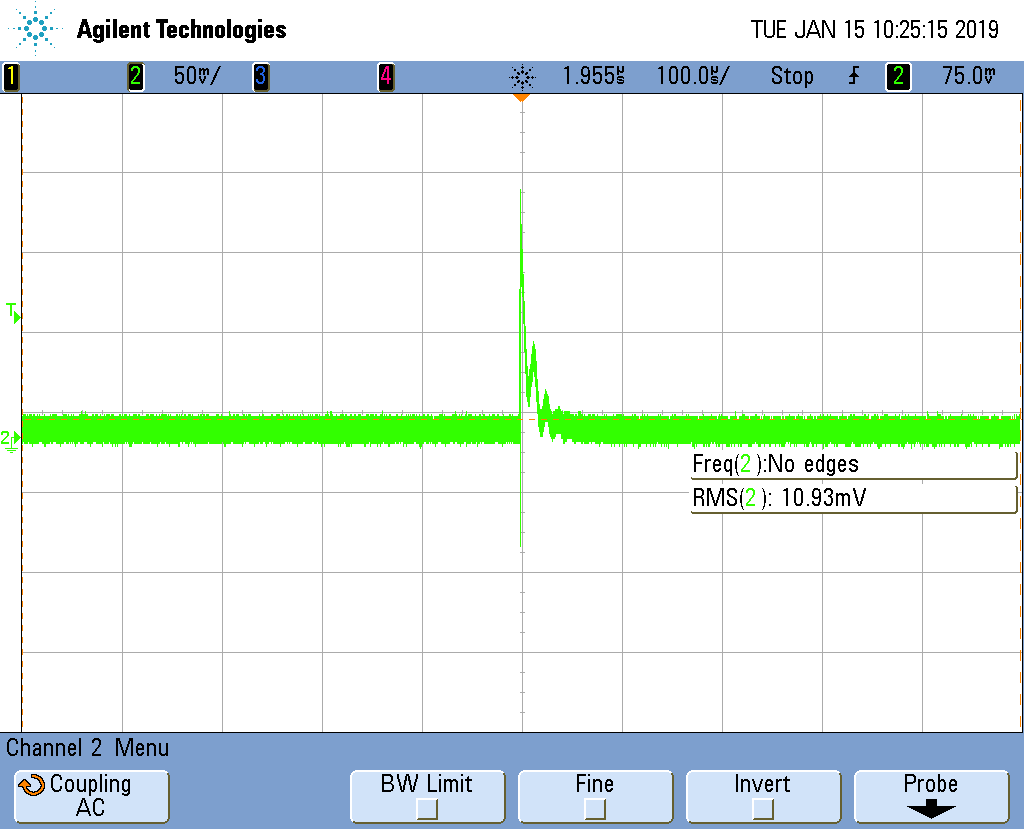 Agilent Technologies
TUE JAN 15 10:25:15 2019
1 2 50mV/ 3 4 1.955µs 100.0µs/ Stop 2 75.0mV
T
2
Freq(2):No edges
RMS(2): 10.93mV
Channel 2 Menu
Coupling
AC
BW Limit
Fine
Invert
Probe